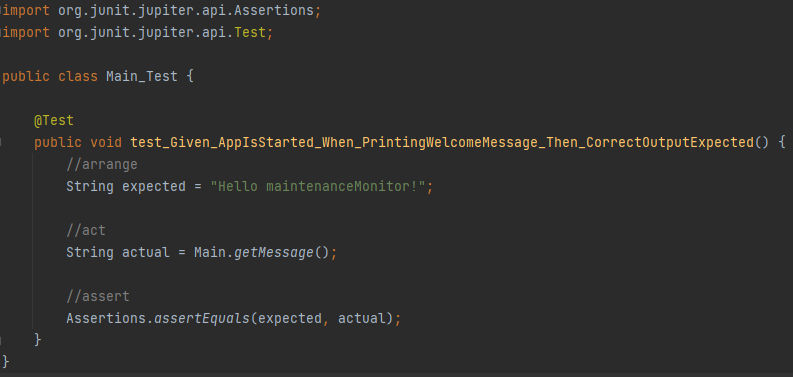 import org.junit.jupiter.api.Assertions;
import org.junit.jupiter.api.Test;
public class Main_Test {
@Test
public void test_Given_AppIsStarted_When_PrintingWelcomeMessage_Then_CorrectOutputExpected() {
//arrange
String expected = "Hello maintenanceMonitor!";
//act
String actual = Main.getMessage();
//assert
Assertions.assertEquals(expected, actual);
}
}